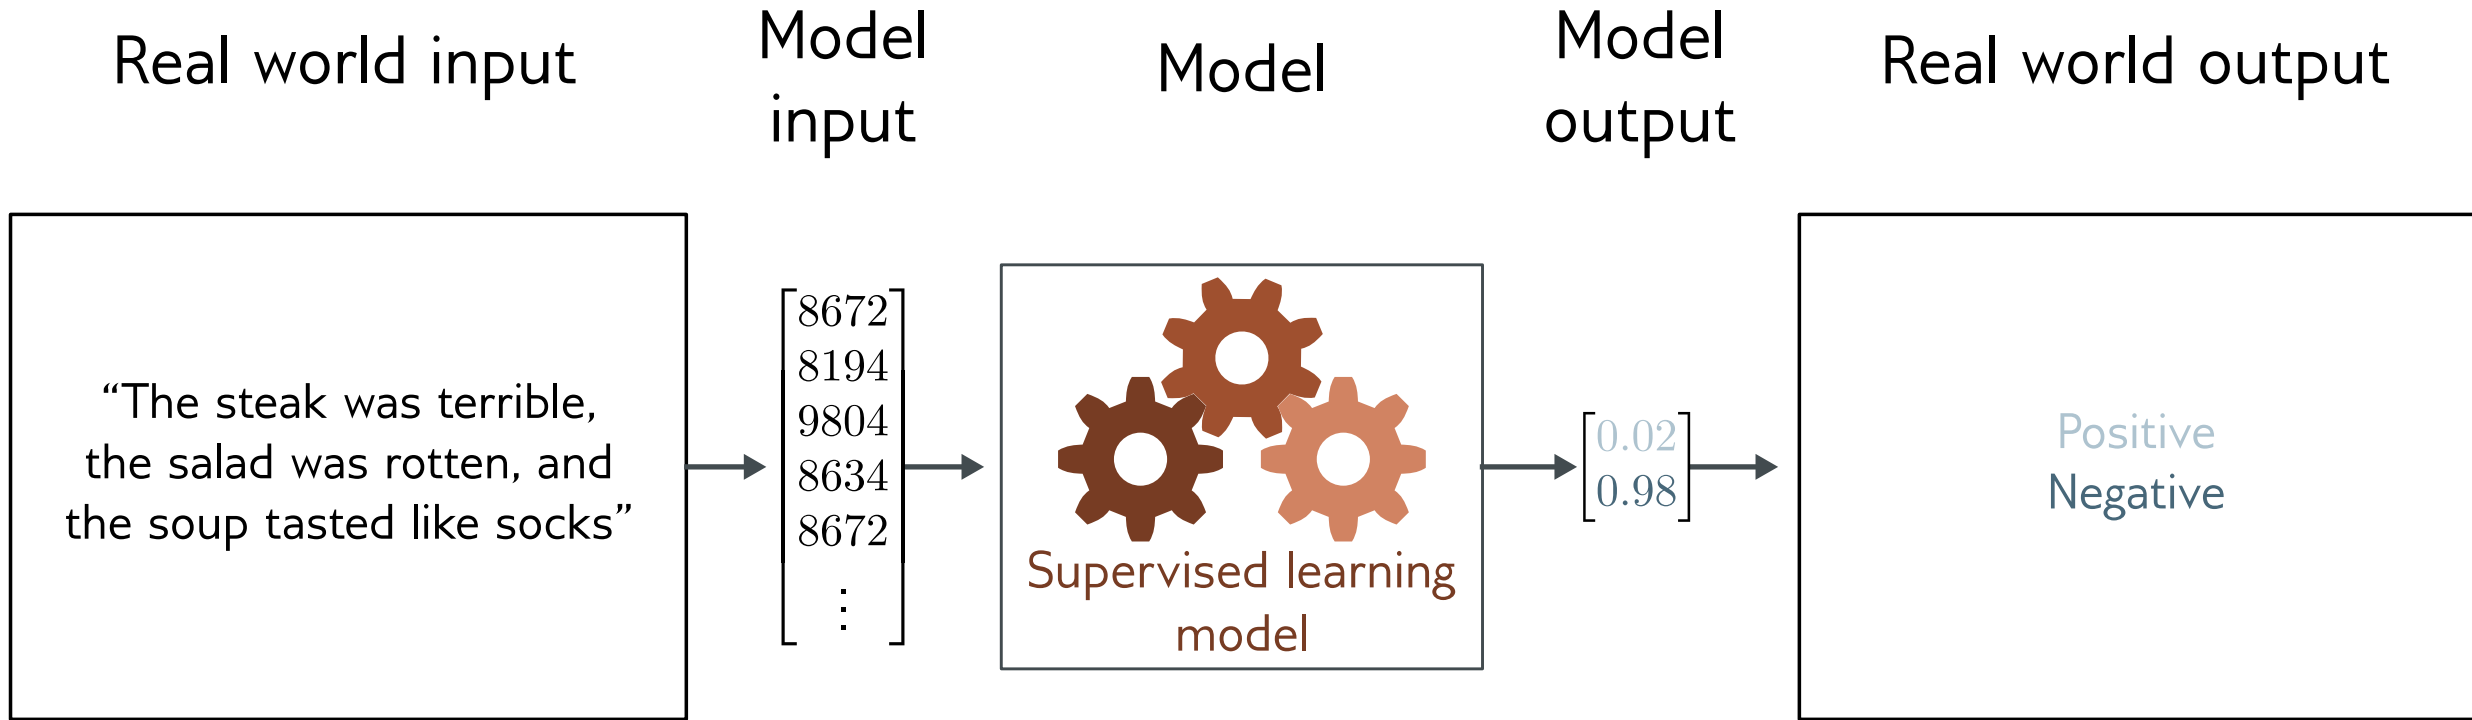 Real world input
Model
input
Model
Model
output
Real world output
“The steak was terrible,
the salad was rotten, and
the soup tasted like socks”
8672
8194
9804
8634
8672
⋮
Supervised learning
model
0.02
0.98
Positive
Negative